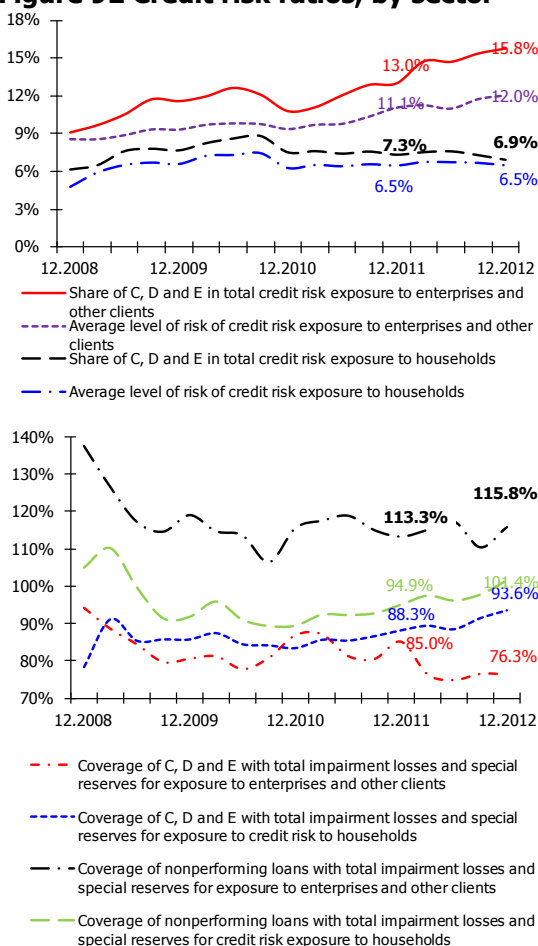 Figure 92 Credit risk ratios, by sector
18%
15%
12%
9%
6%
3%
0%
15.8%
13.0%
12.0%
11.1%
7.3%
6.9%
6.5%
6.5%
12.2008 12.2009 12.2010 12.2011 12.2012
Share of C, D and E in total credit risk exposure to enterprises and
other clients
Average level of risk of credit risk exposure to enterprises and other
clients
Share of C, D and E in total credit risk exposure to households
Average level of risk of credit risk exposure to households
140%
130%
120%
110%
100%
90%
80%
70%
115.8%
113.3%
101.4%
94.9%
93.6%
88.3%
85.0%
76.3%
12.2008 12.2009 12.2010 12.2011 12.2012
Coverage of C, D and E with total impairment losses and special
reserves for exposure to enterprises and other clients
Coverage of C, D and E with total impairment losses and special
reserves for exposure to credit risk to households
Coverage of nonperforming loans with total impairment losses and
special reserves for exposure to enterprises and other clients
Coverage of nonperforming loans with total impairment losses and
special reserves for credit risk exposure to households